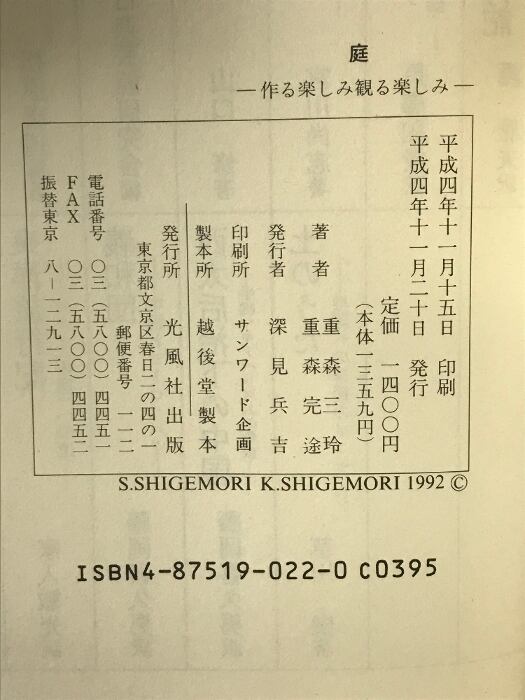 庭
―作る楽しみ観る楽しみ―
平成四年十一月十五日　印刷
平成四年十一月二十日　発行
定価　一四〇〇円
（本体一三五九円）
著者　重森三玲
重森完途
発行者　深見兵吉
印刷所　サンワード企画
製本所　越後堂製本
発行所　光風社出版
東京都文京区春日二の四の一
郵便番号　一一二
電話番号　〇三（五八〇〇）四四五一
FAX　〇三（五八〇〇）四四五二
振替東京　八―一二九一三
S.SHIGEMORI K.SHIGEMORI 1992 ©
ISBN4-87519-022-0 C0395